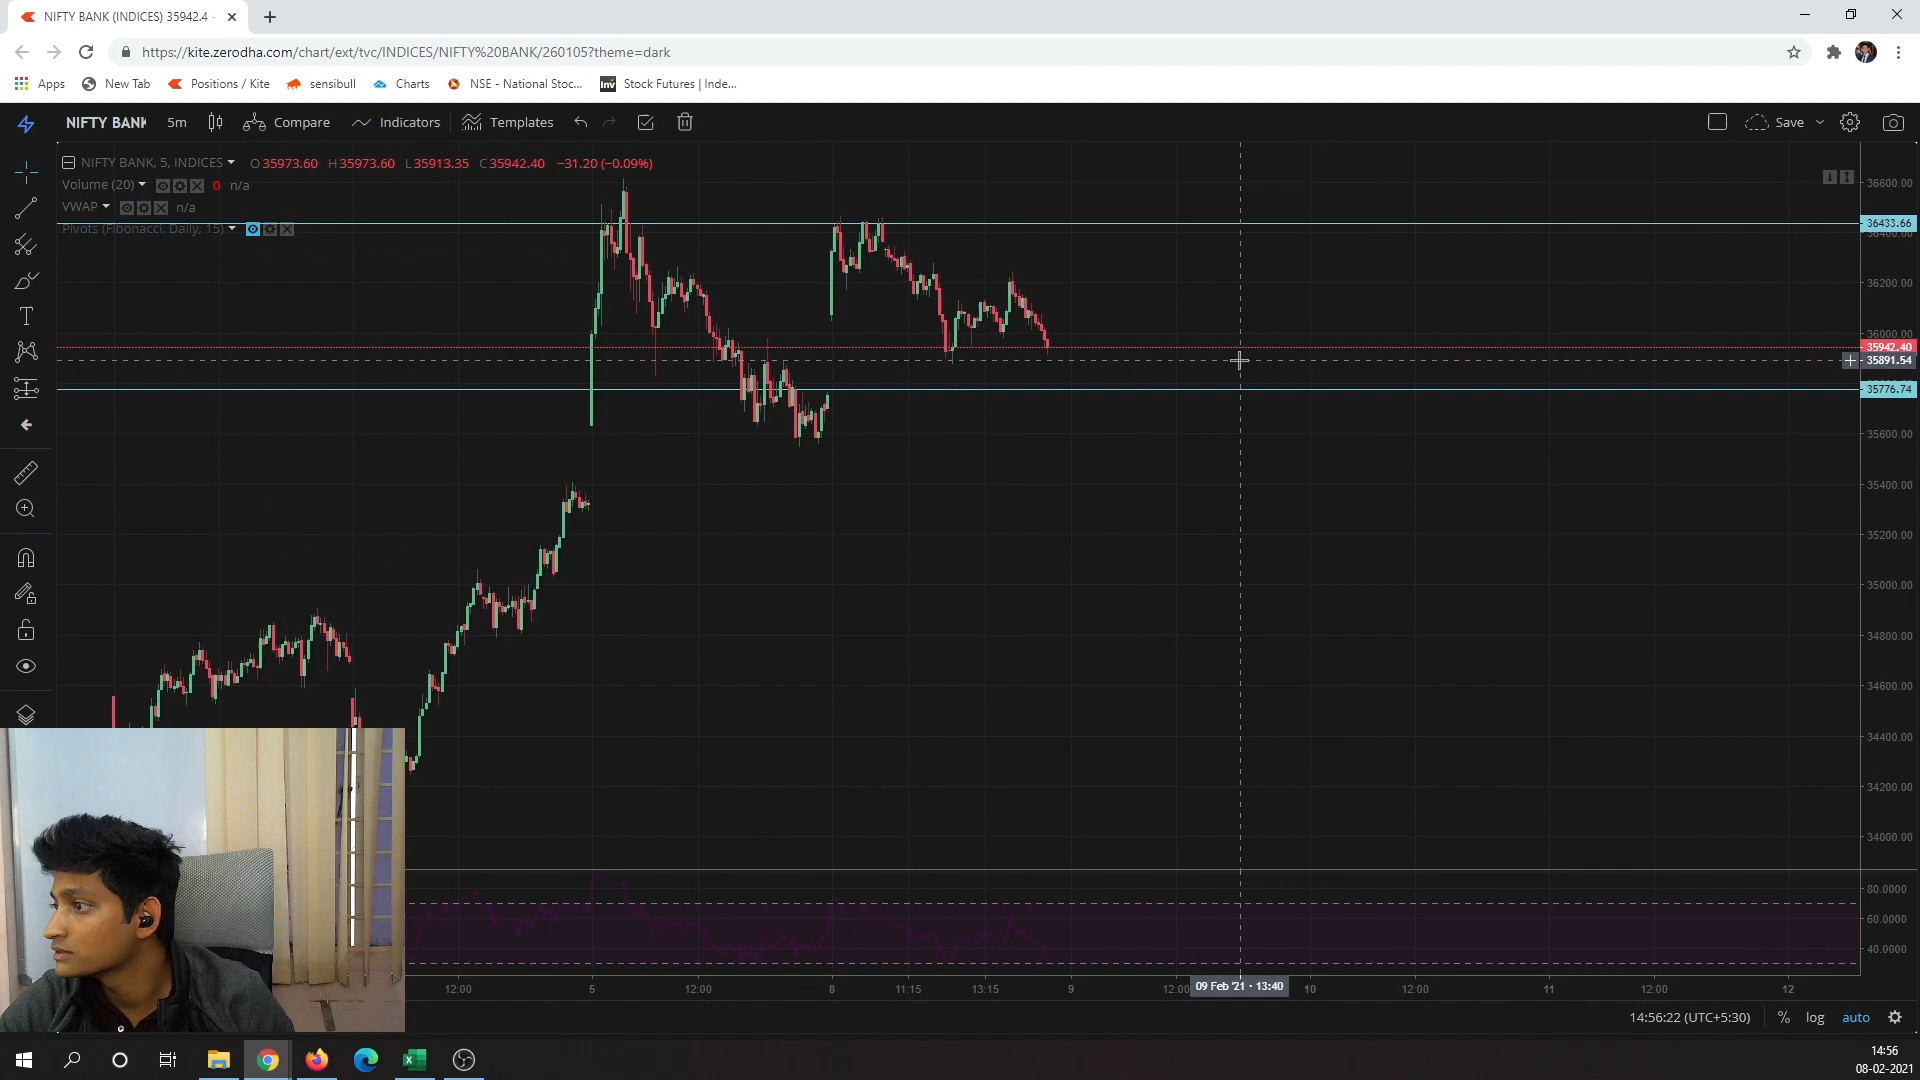 NIFTY BANK (INDICES) 35942.4 -
https://kite.zerodha.com/chart/ext/tvc/INDICES/NIFTY%20BANK/260105?theme=dark
Apps New Tab Positions / Kite sensibull Charts NSE - National Stoc... Inv Stock Futures | Inde...
NIFTY BANK 5m Compare Indicators Templates Save
NIFTY BANK, 5, INDICES O35973.60 H35973.60 L35913.35 C35942.40 −31.20 (−0.09%)
Volume (20) 0 n/a
VWAP n/a
Pivots (Fibonacci, Daily, 15)
36600.00
36433.66
36400.00
36200.00
36000.00
35942.40
35891.54
35776.74
35600.00
35400.00
35200.00
35000.00
34800.00
34600.00
34400.00
34200.00
34000.00
80.0000
60.0000
40.0000
12:00 5 12:00 8 11:15 13:15 9 12:00 09 Feb '21 · 13:40 10 12:00 11 12:00 12
14:56:22 (UTC+5:30) % log auto
14:56
08-02-2021